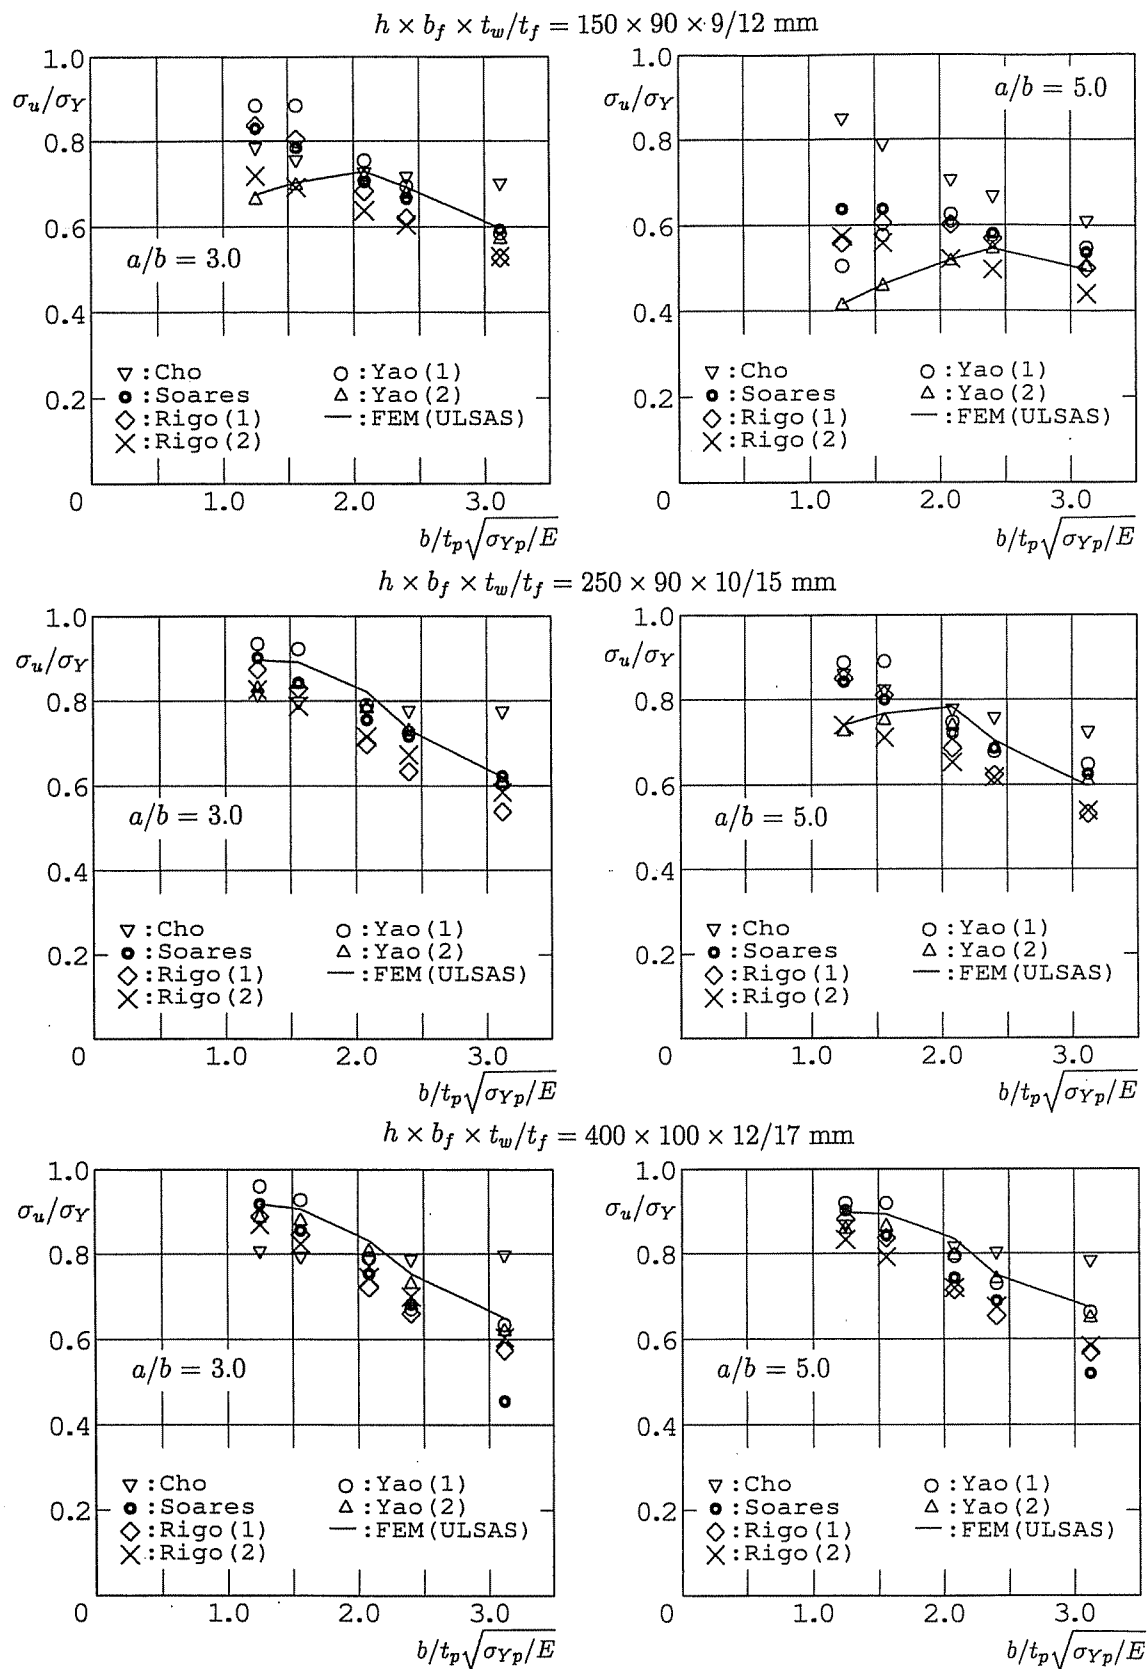 h × b_f × t_w/t_f = 150 × 90 × 9/12 mm
1.0
σ_u/σ_Y
0.8
0.6
a/b = 3.0
0.4
▽:Cho ○:Yao(1)
0.2 ●:Soares △:Yao(2)
◇:Rigo(1) —:FEM(ULSAS)
×:Rigo(2)
0 1.0 2.0 3.0
b/t_p√σ_Yp/E
1.0
σ_u/σ_Y a/b = 5.0
0.8
0.6
0.4
▽:Cho ○:Yao(1)
0.2 ●:Soares △:Yao(2)
◇:Rigo(1) —:FEM(ULSAS)
×:Rigo(2)
0 1.0 2.0 3.0
b/t_p√σ_Yp/E
h × b_f × t_w/t_f = 250 × 90 × 10/15 mm
1.0
σ_u/σ_Y
0.8
0.6
a/b = 3.0
0.4
▽:Cho ○:Yao(1)
0.2 ●:Soares △:Yao(2)
◇:Rigo(1) —:FEM(ULSAS)
×:Rigo(2)
0 1.0 2.0 3.0
b/t_p√σ_Yp/E
1.0
σ_u/σ_Y
0.8
0.6
a/b = 5.0
0.4
▽:Cho ○:Yao(1)
0.2 ●:Soares △:Yao(2)
◇:Rigo(1) —:FEM(ULSAS)
×:Rigo(2)
0 1.0 2.0 3.0
b/t_p√σ_Yp/E
h × b_f × t_w/t_f = 400 × 100 × 12/17 mm
1.0
σ_u/σ_Y
0.8
0.6
a/b = 3.0
0.4
▽:Cho ○:Yao(1)
0.2 ●:Soares △:Yao(2)
◇:Rigo(1) —:FEM(ULSAS)
×:Rigo(2)
0 1.0 2.0 3.0
b/t_p√σ_Yp/E
1.0
σ_u/σ_Y
0.8
0.6
a/b = 5.0
0.4
▽:Cho ○:Yao(1)
0.2 ●:Soares △:Yao(2)
◇:Rigo(1) —:FEM(ULSAS)
×:Rigo(2)
0 1.0 2.0 3.0
b/t_p√σ_Yp/E